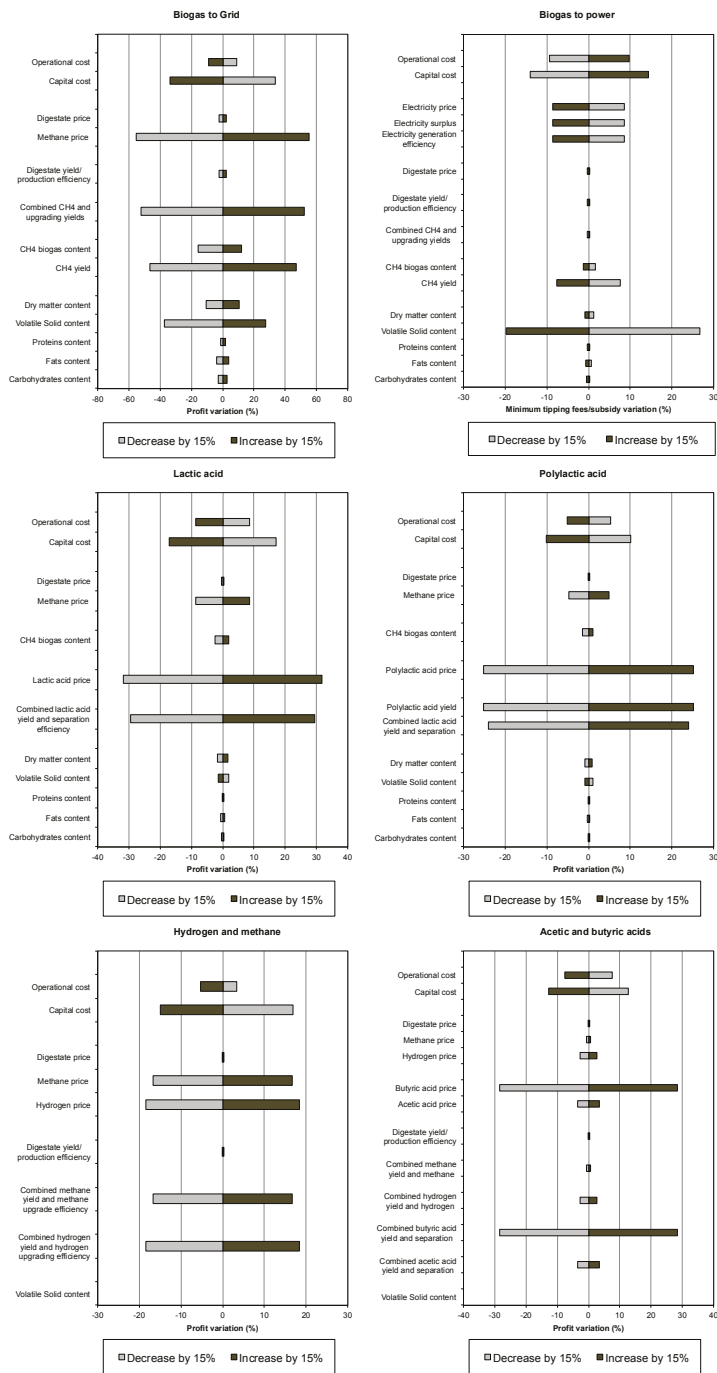 Biogas to Grid
Operational cost
Capital cost
Digestate price
Methane price
Digestate yield/
production efficiency
Combined CH4 and
upgrading yields
CH4 biogas content
CH4 yield
Dry matter content
Volatile Solid content
Proteins content
Fats content
Carbohydrates content
-80 -60 -40 -20 0 20 40 60 80
Profit variation (%)
Decrease by 15% Increase by 15%
Biogas to power
Operational cost
Capital cost
Electricity price
Electricity surplus
Electricity generation
efficiency
Digestate price
Digestate yield/
production efficiency
Combined CH4 and
upgrading yields
CH4 biogas content
CH4 yield
Dry matter content
Volatile Solid content
Proteins content
Fats content
Carbohydrates content
-30 -20 -10 0 10 20 30
Minimum tipping fees/subsidy variation (%)
Decrease by 15% Increase by 15%
Lactic acid
Operational cost
Capital cost
Digestate price
Methane price
CH4 biogas content
Lactic acid price
Combined lactic acid
yield and separation
efficiency
Dry matter content
Volatile Solid content
Proteins content
Fats content
Carbohydrates content
-40 -30 -20 -10 0 10 20 30 40
Profit variation (%)
Decrease by 15% Increase by 15%
Polylactic acid
Operational cost
Capital cost
Digestate price
Methane price
CH4 biogas content
Polylactic acid price
Polylactic acid yield
Combined lactic acid
yield and separation
Dry matter content
Volatile Solid content
Proteins content
Fats content
Carbohydrates content
-30 -20 -10 0 10 20 30
Profit variation (%)
Decrease by 15% Increase by 15%
Hydrogen and methane
Operational cost
Capital cost
Digestate price
Methane price
Hydrogen price
Digestate yield/
production efficiency
Combined methane
yield and methane
upgrade efficiency
Combined hydrogen
yield and hydrogen
upgrading efficiency
Volatile Solid content
-30 -20 -10 0 10 20 30
Profit variation (%)
Decrease by 15% Increase by 15%
Acetic and butyric acids
Operational cost
Capital cost
Digestate price
Methane price
Hydrogen price
Butyric acid price
Acetic acid price
Digestate yield/
production efficiency
Combined methane
yield and methane
Combined hydrogen
yield and hydrogen
Combined butyric acid
yield and separation
Combined acetic acid
yield and separation
Volatile Solid content
-40 -30 -20 -10 0 10 20 30 40
Profit variation (%)
Decrease by 15% Increase by 15%